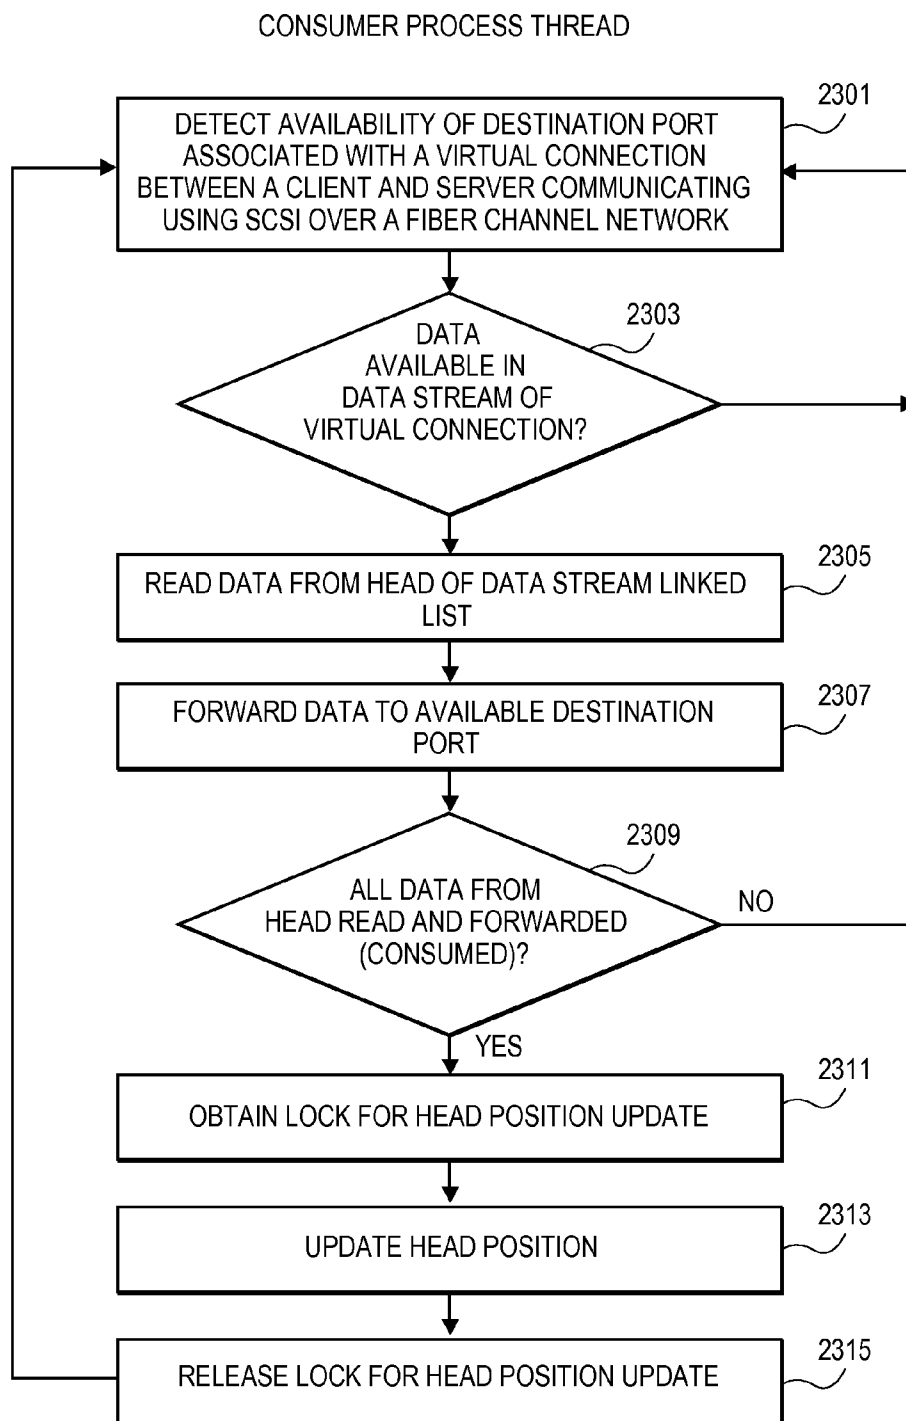 CONSUMER PROCESS THREAD
2301
DETECT AVAILABILITY OF DESTINATION PORT
ASSOCIATED WITH A VIRTUAL CONNECTION
BETWEEN A CLIENT AND SERVER COMMUNICATING
USING SCSI OVER A FIBER CHANNEL NETWORK
2303
DATA
AVAILABLE IN
DATA STREAM OF
VIRTUAL CONNECTION?
2305
READ DATA FROM HEAD OF DATA STREAM LINKED
LIST
2307
FORWARD DATA TO AVAILABLE DESTINATION
PORT
2309
ALL DATA FROM
HEAD READ AND FORWARDED
(CONSUMED)?
NO
YES
2311
OBTAIN LOCK FOR HEAD POSITION UPDATE
2313
UPDATE HEAD POSITION
2315
RELEASE LOCK FOR HEAD POSITION UPDATE